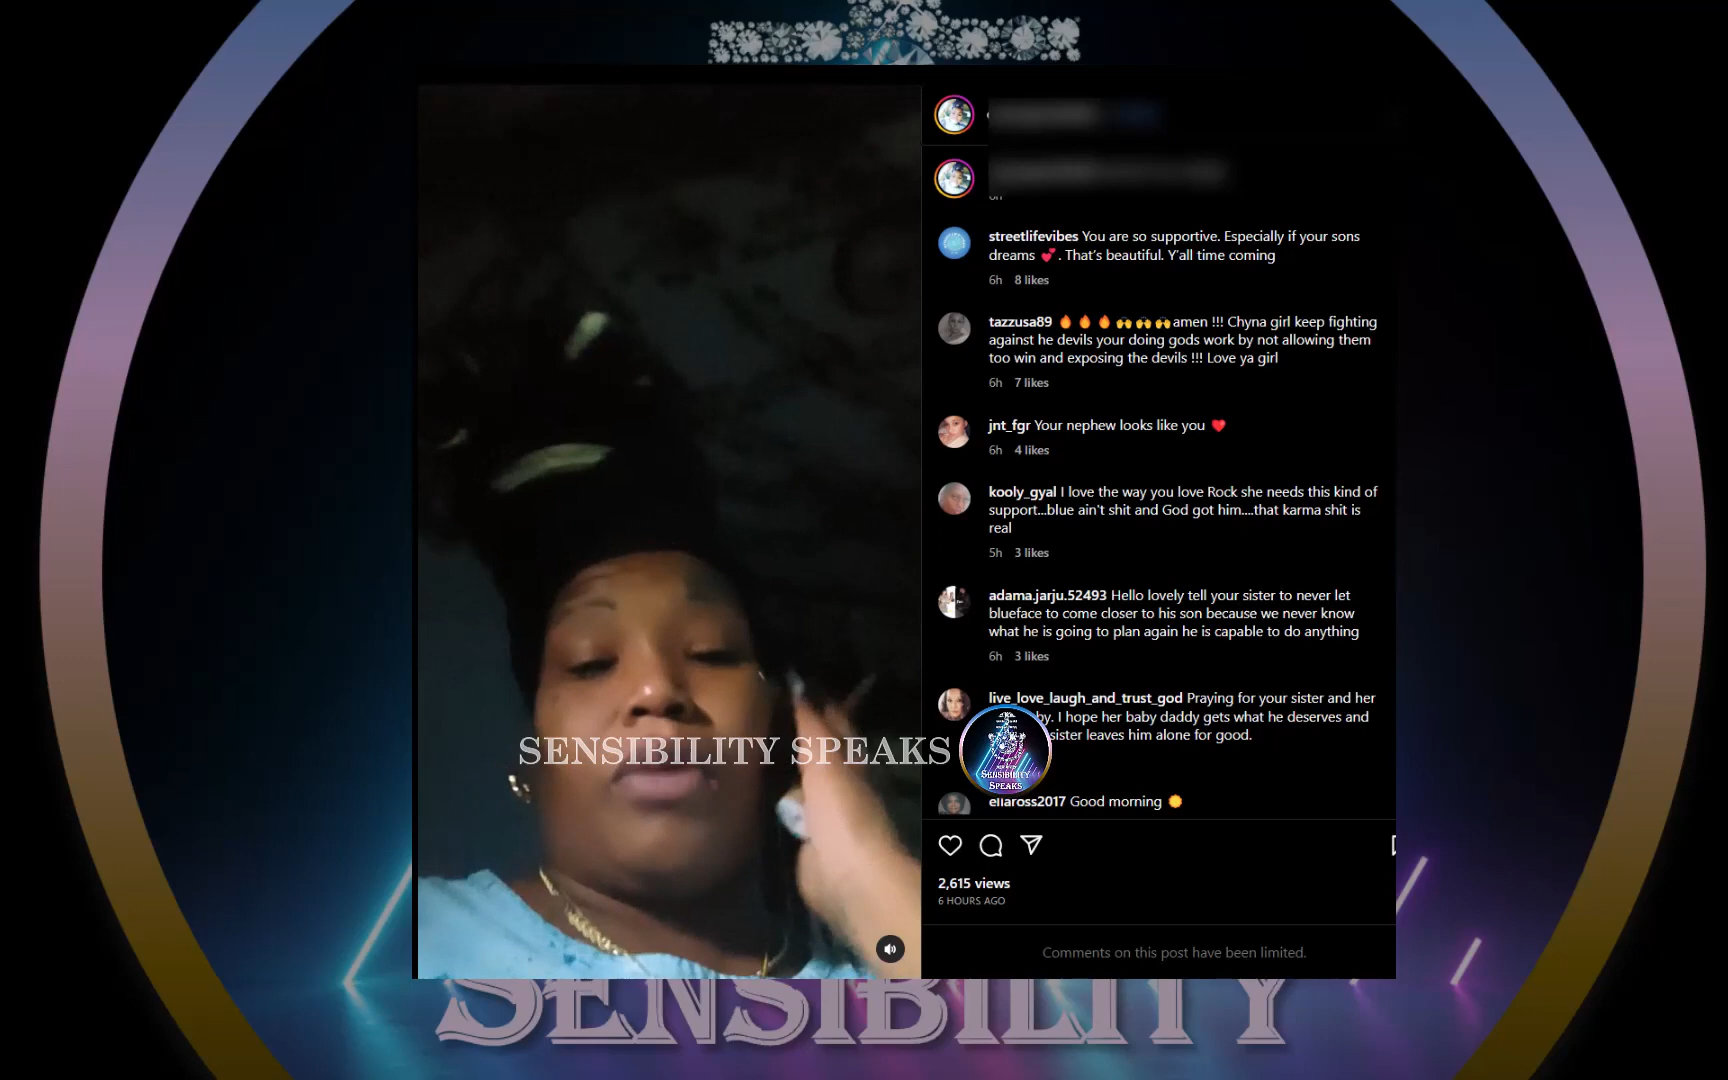 streetlifevibes You are so supportive. Especially if your sons
dreams 💕. That's beautiful. Y'all time coming
6h 8 likes
tazzusa89 🔥🔥🔥🙌🙌🙌amen !!! Chyna girl keep fighting
against he devils your doing gods work by not allowing them
too win and exposing the devils !!! Love ya girl
6h 7 likes
jnt_fgr Your nephew looks like you ❤️
6h 4 likes
kooly_gyal I love the way you love Rock she needs this kind of
support...blue ain't shit and God got him....that karma shit is
real
5h 3 likes
adama.jarju.52493 Hello lovely tell your sister to never let
blueface to come closer to his son because we never know
what he is going to plan again he is capable to do anything
6h 3 likes
live_love_laugh_and_trust_god Praying for your sister and her
by. I hope her baby daddy gets what he deserves and
sister leaves him alone for good.
SENSIBILITY SPEAKS
SENSIBILITY
SPEAKS
ellaross2017 Good morning ☀️
2,615 views
6 HOURS AGO
Comments on this post have been limited.
SENSIBILITY